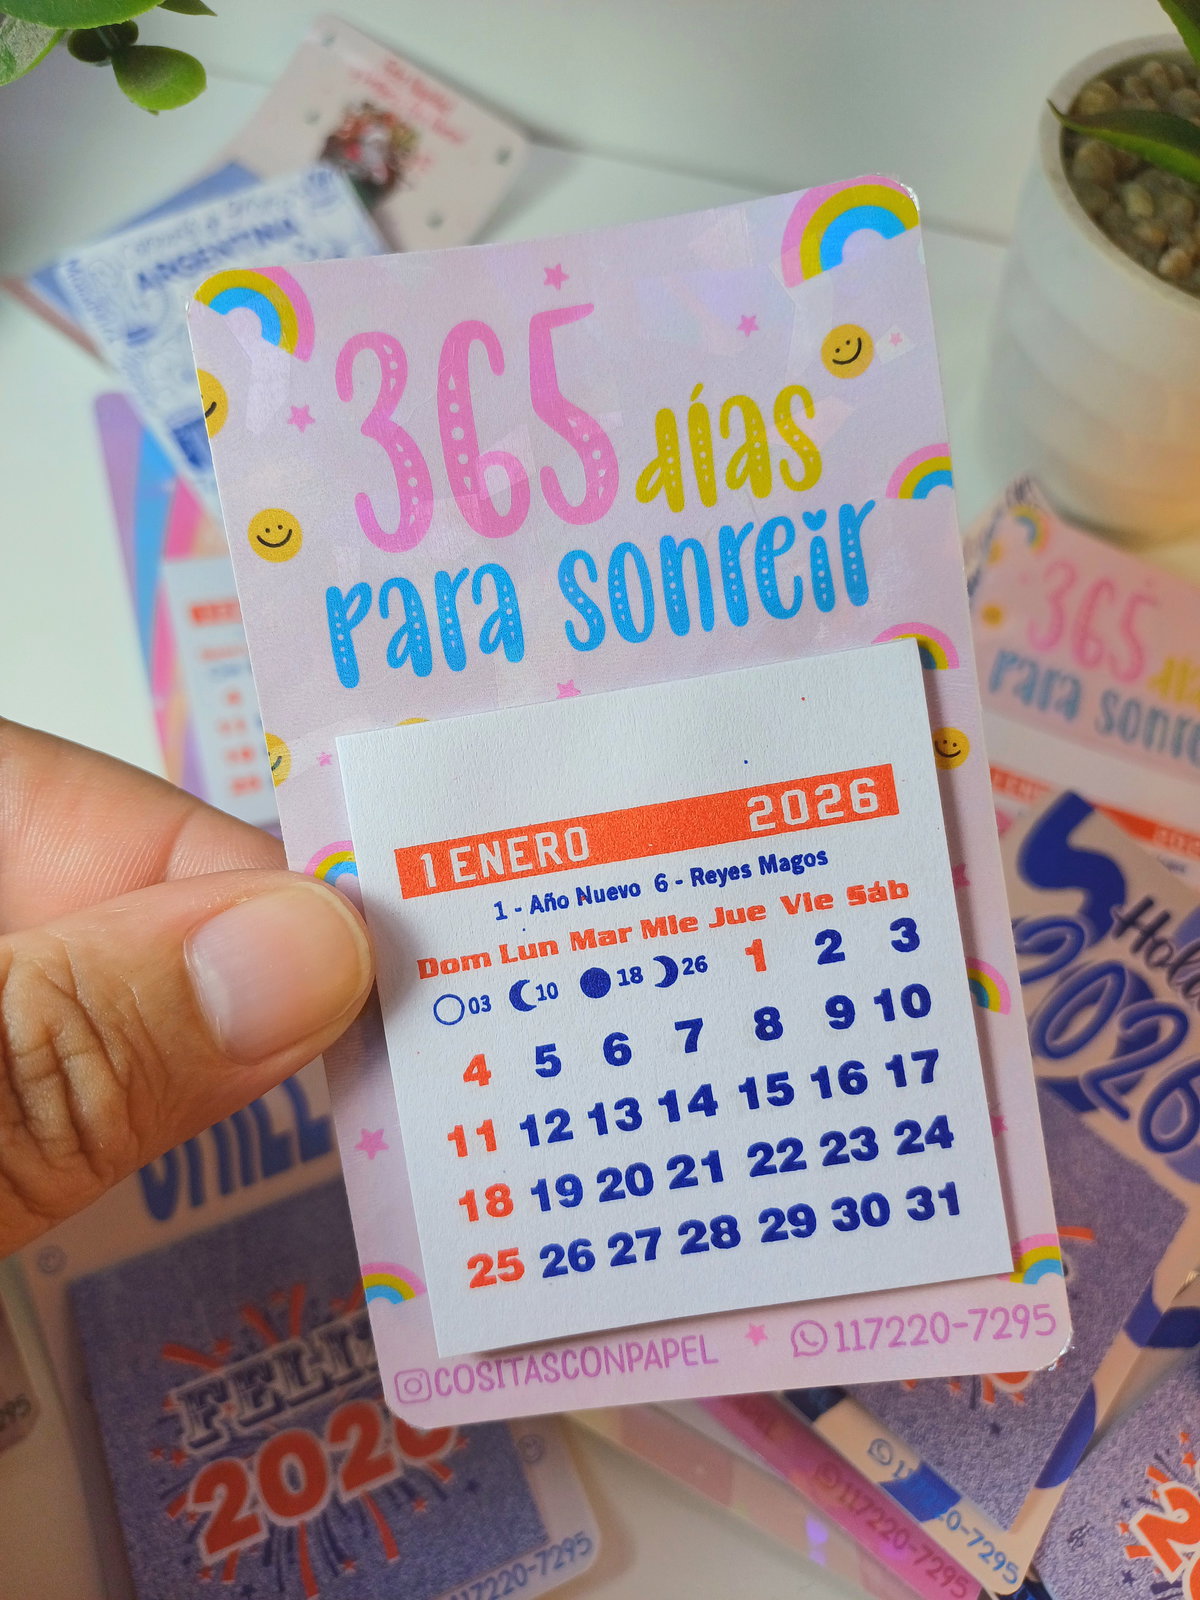 365 días
para sonreir
1 ENERO 2026
1 - Año Nuevo 6 - Reyes Magos
Dom Lun Mar Mie Jue Vie Sáb
03 10 18 26 1 2 3
4 5 6 7 8 9 10
11 12 13 14 15 16 17
18 19 20 21 22 23 24
25 26 27 28 29 30 31
COSITASCONPAPEL 117220-7295
ARGENTINA
365
para sonre
2026
2026
117220-7295
117220-7295